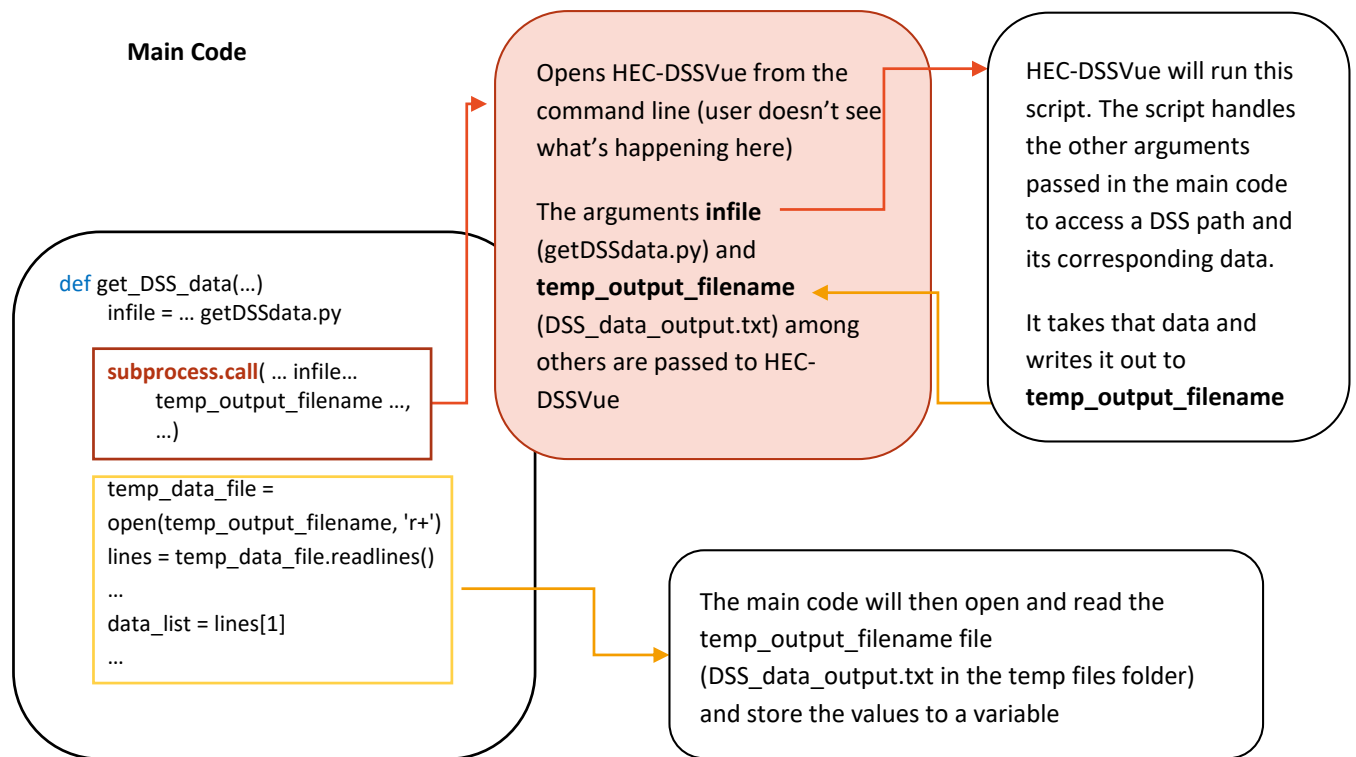 Main Code
def get_DSS_data(...)
infile = ... getDSSdata.py
subprocess.call( ... infile...
temp_output_filename ...,
...)
temp_data_file =
open(temp_output_filename, 'r+')
lines = temp_data_file.readlines()
...
data_list = lines[1]
...
Opens HEC-DSSVue from the
command line (user doesn’t see
what’s happening here)
The arguments infile
(getDSSdata.py) and
temp_output_filename
(DSS_data_output.txt) among
others are passed to HEC-
DSSVue
HEC-DSSVue will run this
script. The script handles
the other arguments
passed in the main code
to access a DSS path and
its corresponding data.
It takes that data and
writes it out to
temp_output_filename
The main code will then open and read the
temp_output_filename file
(DSS_data_output.txt in the temp files folder)
and store the values to a variable